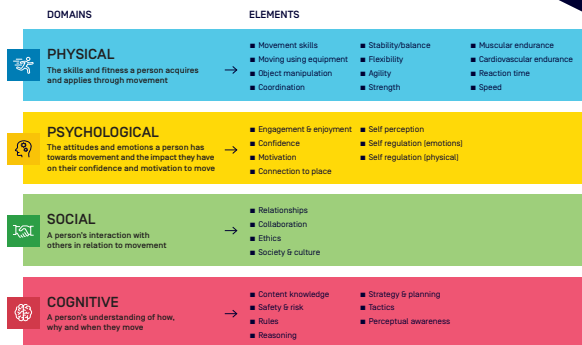 DOMAINS
ELEMENTS
PHYSICAL
The skills and fitness a person acquires
and applies through movement
→
■ Movement skills
■ Moving using equipment
■ Object manipulation
■ Coordination
■ Stability/balance
■ Flexibility
■ Agility
■ Strength
■ Muscular endurance
■ Cardiovascular endurance
■ Reaction time
■ Speed
PSYCHOLOGICAL
The attitudes and emotions a person has
towards movement and the impact they have
on their confidence and motivation to move
→
■ Engagement & enjoyment
■ Confidence
■ Motivation
■ Connection to place
■ Self perception
■ Self regulation (emotions)
■ Self regulation (physical)
SOCIAL
A person's interaction with
others in relation to movement
→
■ Relationships
■ Collaboration
■ Ethics
■ Society & culture
COGNITIVE
A person's understanding of how,
why and when they move
→
■ Content knowledge
■ Safety & risk
■ Rules
■ Reasoning
■ Strategy & planning
■ Tactics
■ Perceptual awareness